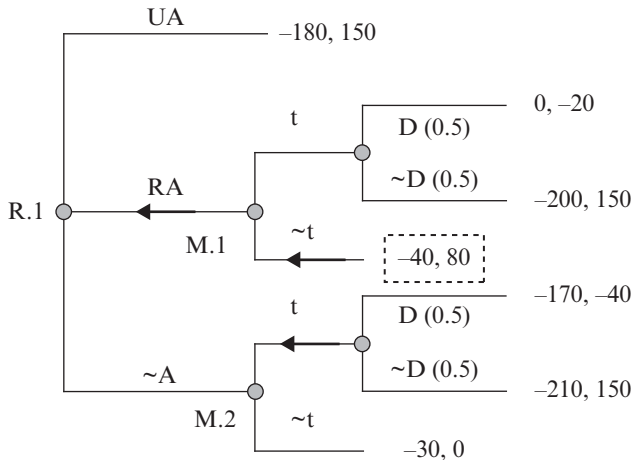 UA
–180, 150
0, –20
t
D (0.5)
RA
~D (0.5)
–200, 150
R.1
M.1
~t
–40, 80
t
–170, –40
D (0.5)
~A
~D (0.5)
–210, 150
M.2
~t
–30, 0